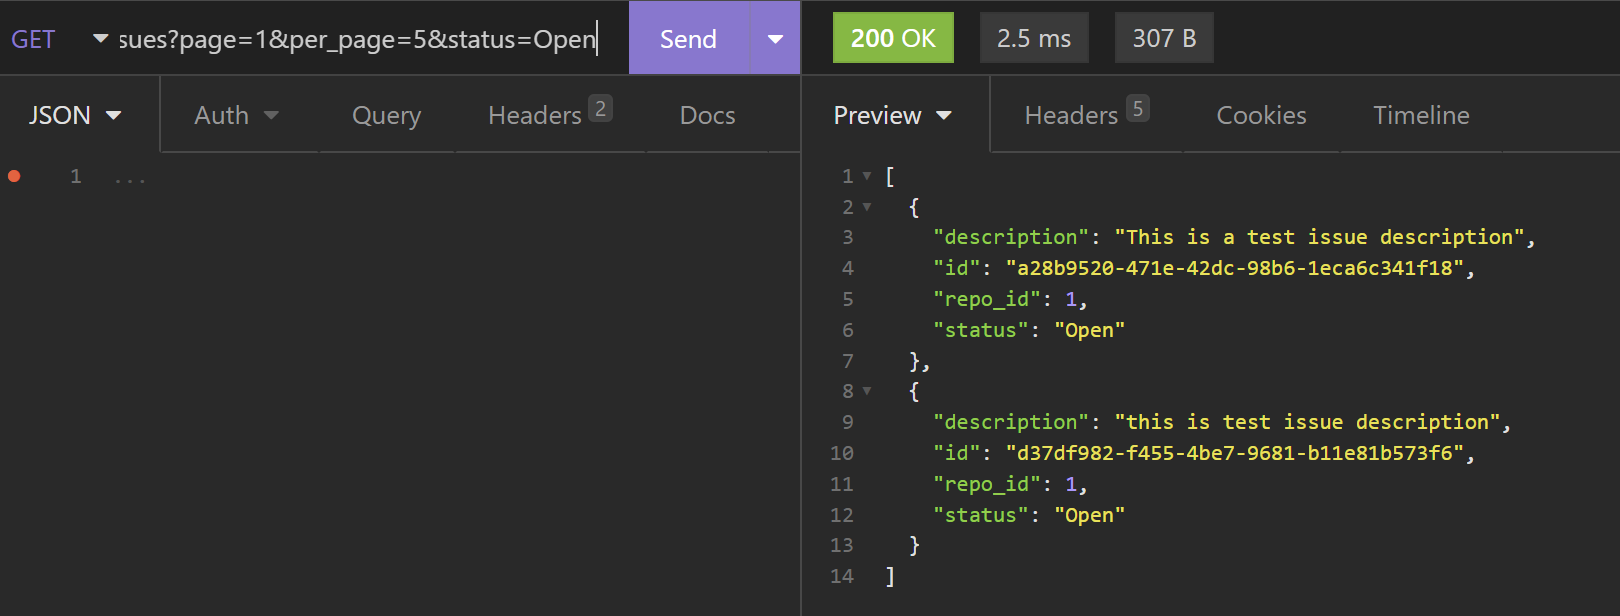 GET sues?page=1&per_page=5&status=Open Send 200 OK 2.5 ms 307 B
JSON Auth Query Headers 2 Docs Preview Headers 5 Cookies Timeline
1 ...
1 [
2 {
3 "description": "This is a test issue description",
4 "id": "a28b9520-471e-42dc-98b6-1eca6c341f18",
5 "repo_id": 1,
6 "status": "Open"
7 },
8 {
9 "description": "this is test issue description",
10 "id": "d37df982-f455-4be7-9681-b11e81b573f6",
11 "repo_id": 1,
12 "status": "Open"
13 }
14 ]